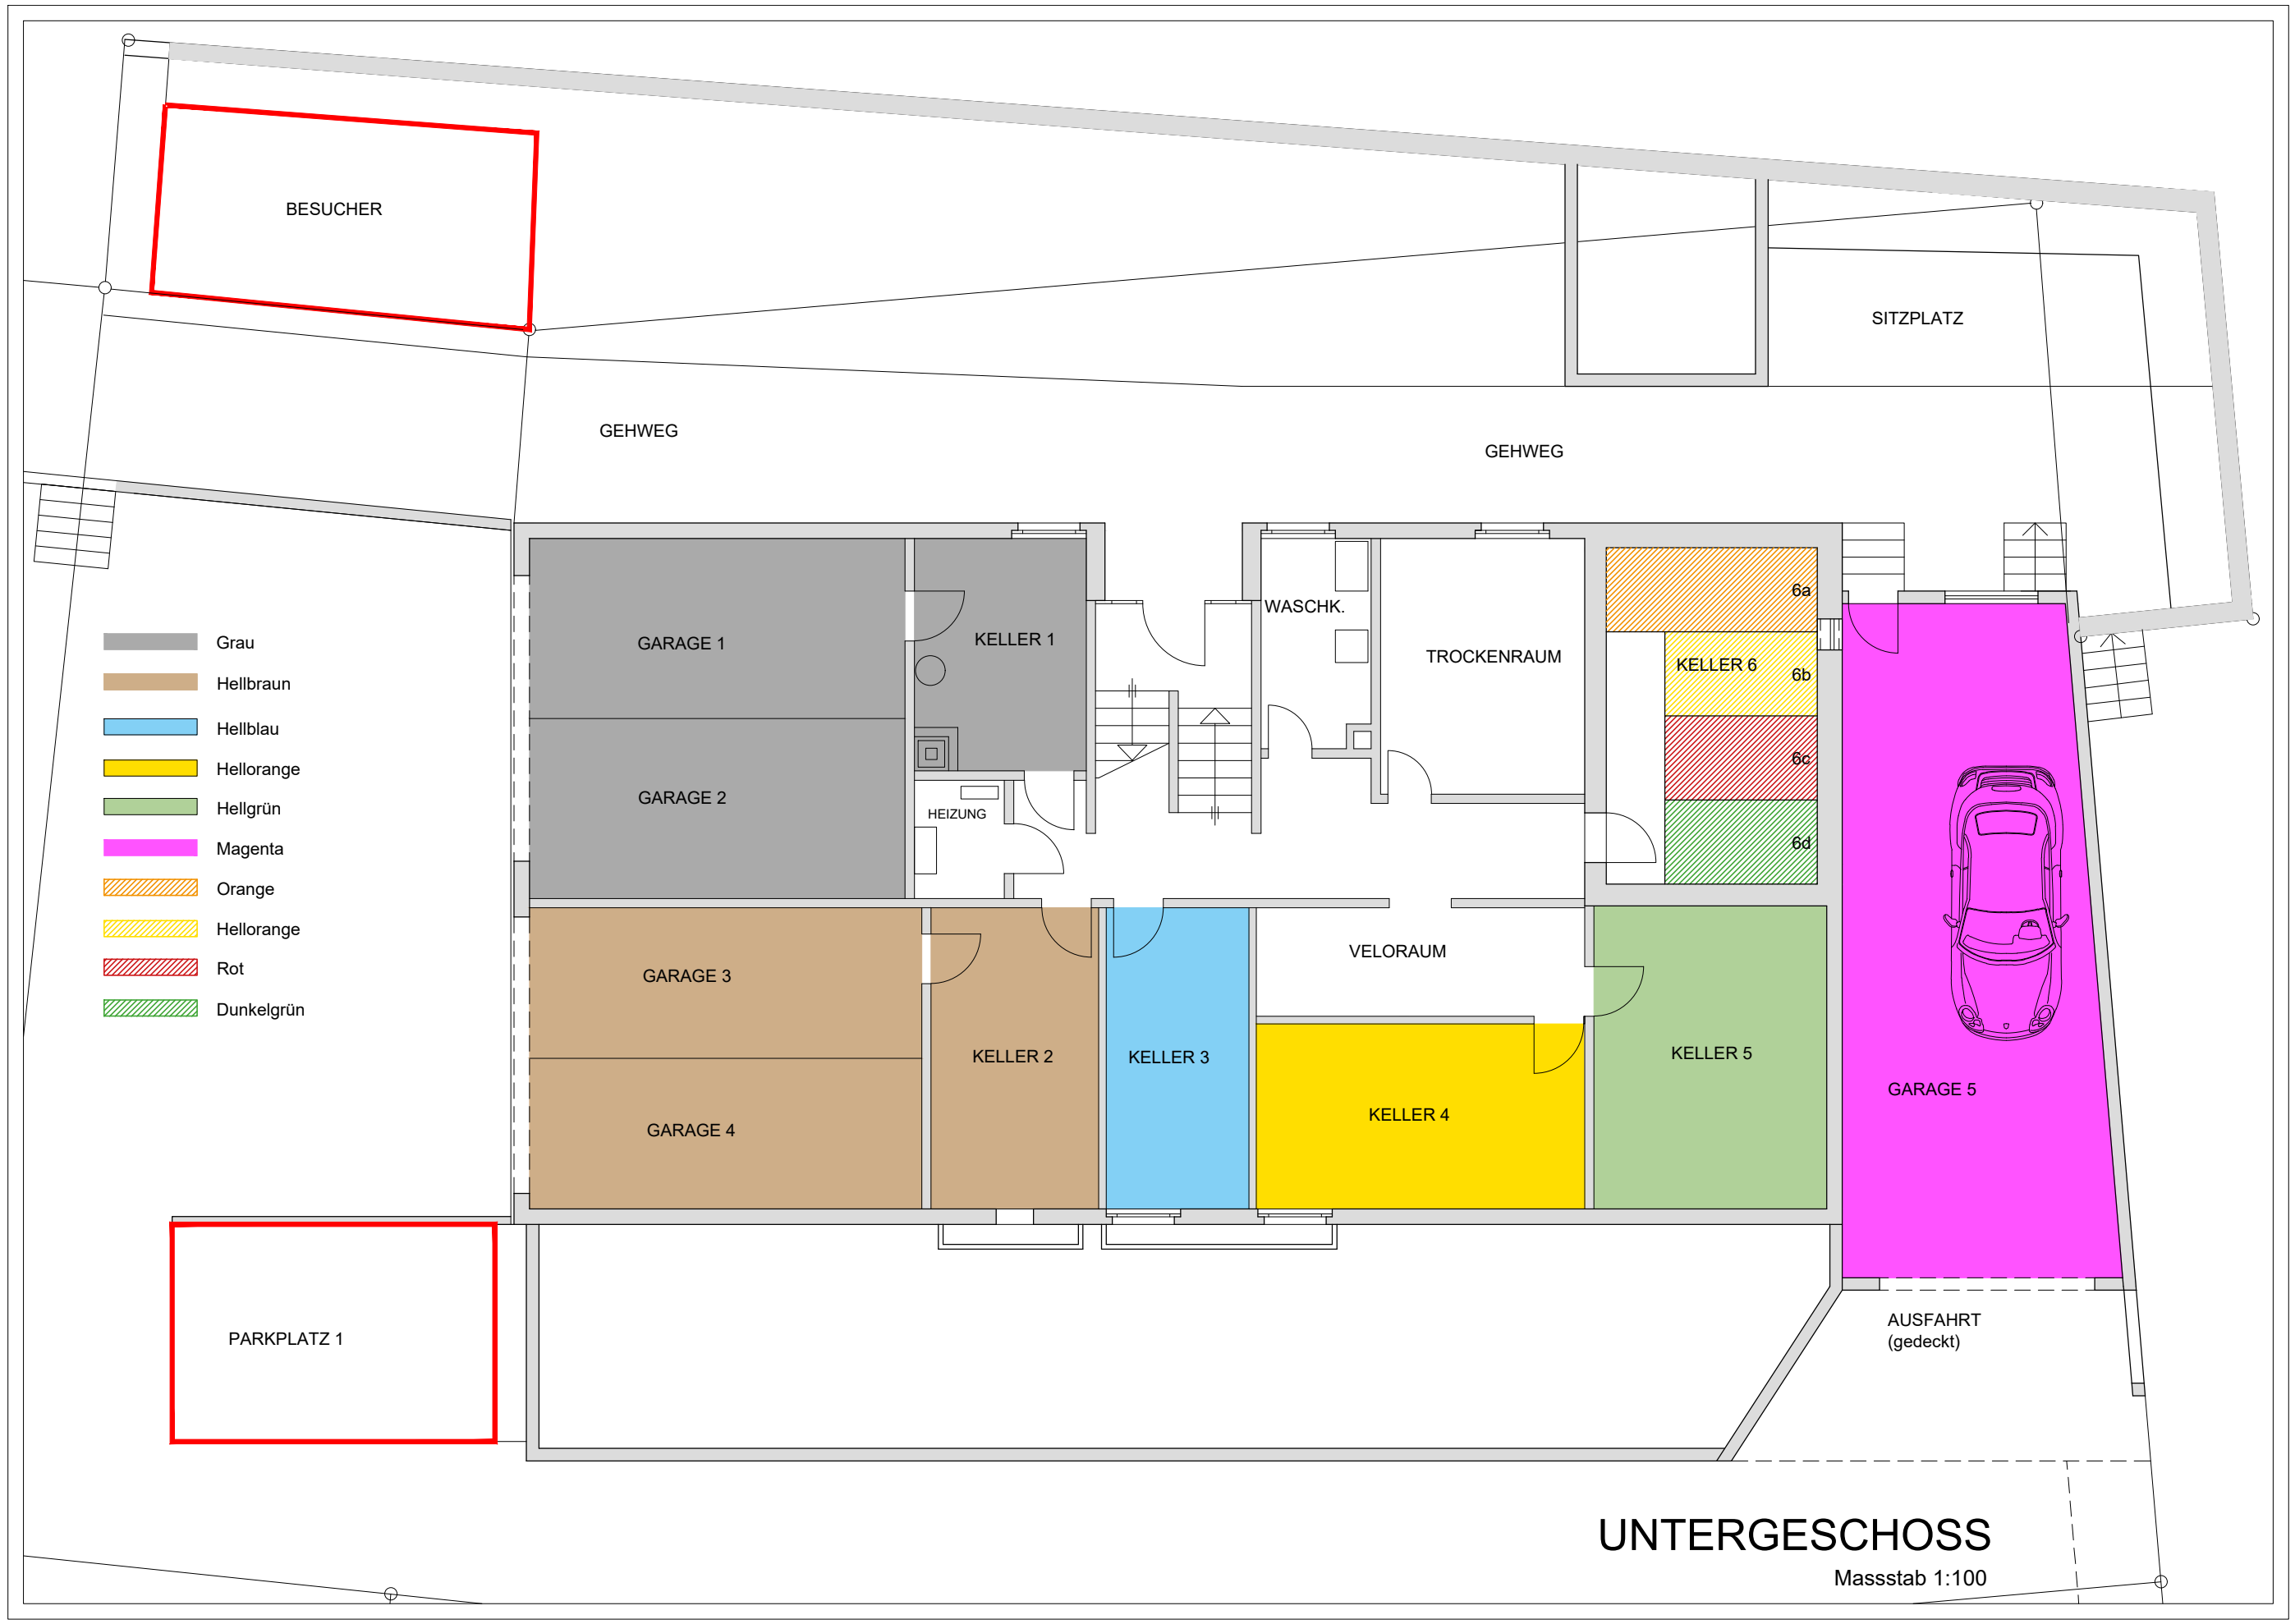 BESUCHER
SITZPLATZ
GEHWEG
GEHWEG
WASCHK.
6a
GARAGE 1
KELLER 1
TROCKENRAUM
KELLER 6
6b
6c
GARAGE 2
HEIZUNG
6d
Grau
Hellbraun
Hellblau
Hellorange
Hellgrün
Magenta
Orange
Hellorange
Rot
Dunkelgrün
GARAGE 3
VELORAUM
KELLER 2
KELLER 3
KELLER 5
GARAGE 5
KELLER 4
GARAGE 4
PARKPLATZ 1
AUSFAHRT
(gedeckt)
UNTERGESCHOSS
Massstab 1:100